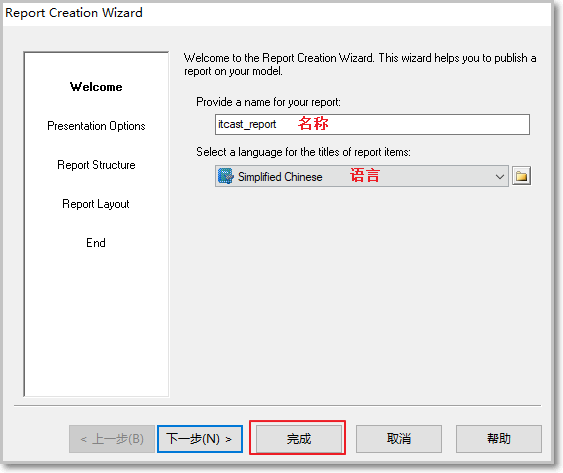 Report Creation Wizard
Welcome
Presentation Options
Report Structure
Report Layout
End
Welcome to the Report Creation Wizard. This wizard helps you to publish a
report on your model.
Provide a name for your report:
itcast_report 名称
Select a language for the titles of report items:
Simplified Chinese 语言
< 上一步(B) 下一步(N) > 完成 取消 帮助